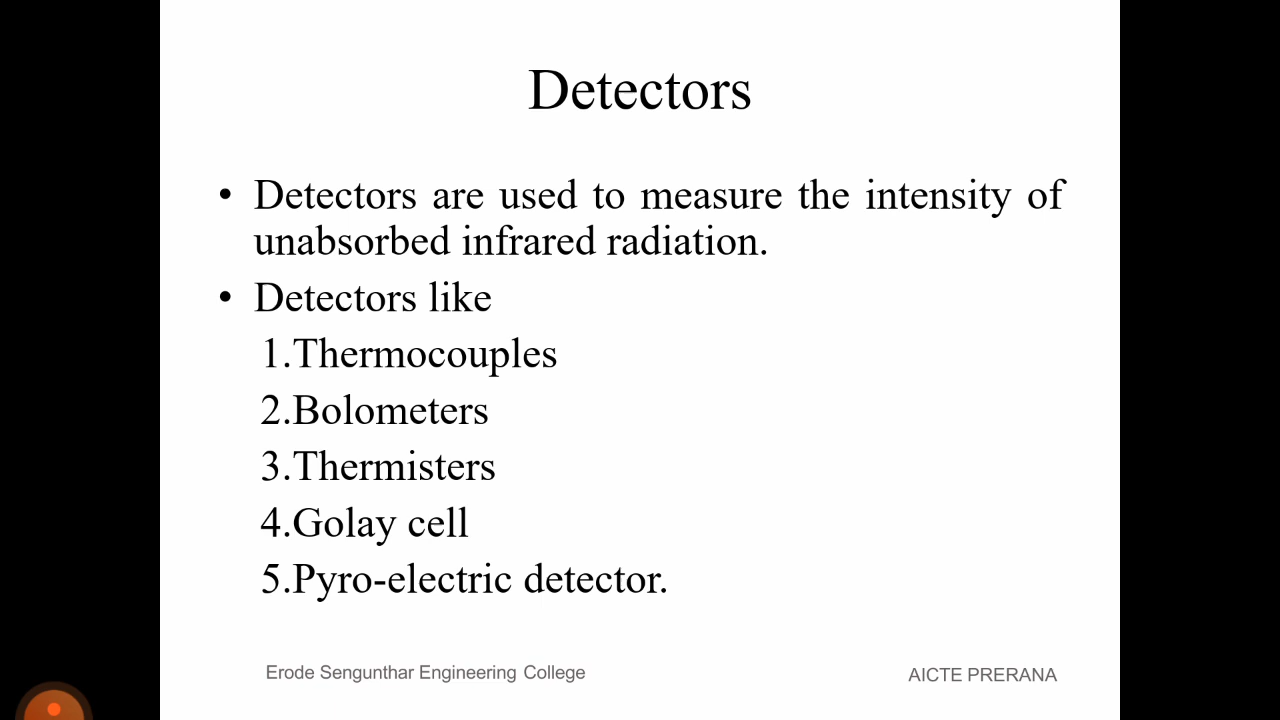 Detectors
• Detectors are used to measure the intensity of
unabsorbed infrared radiation.
• Detectors like
1.Thermocouples
2.Bolometers
3.Thermisters
4.Golay cell
5.Pyro-electric detector.
Erode Sengunthar Engineering College
AICTE PRERANA